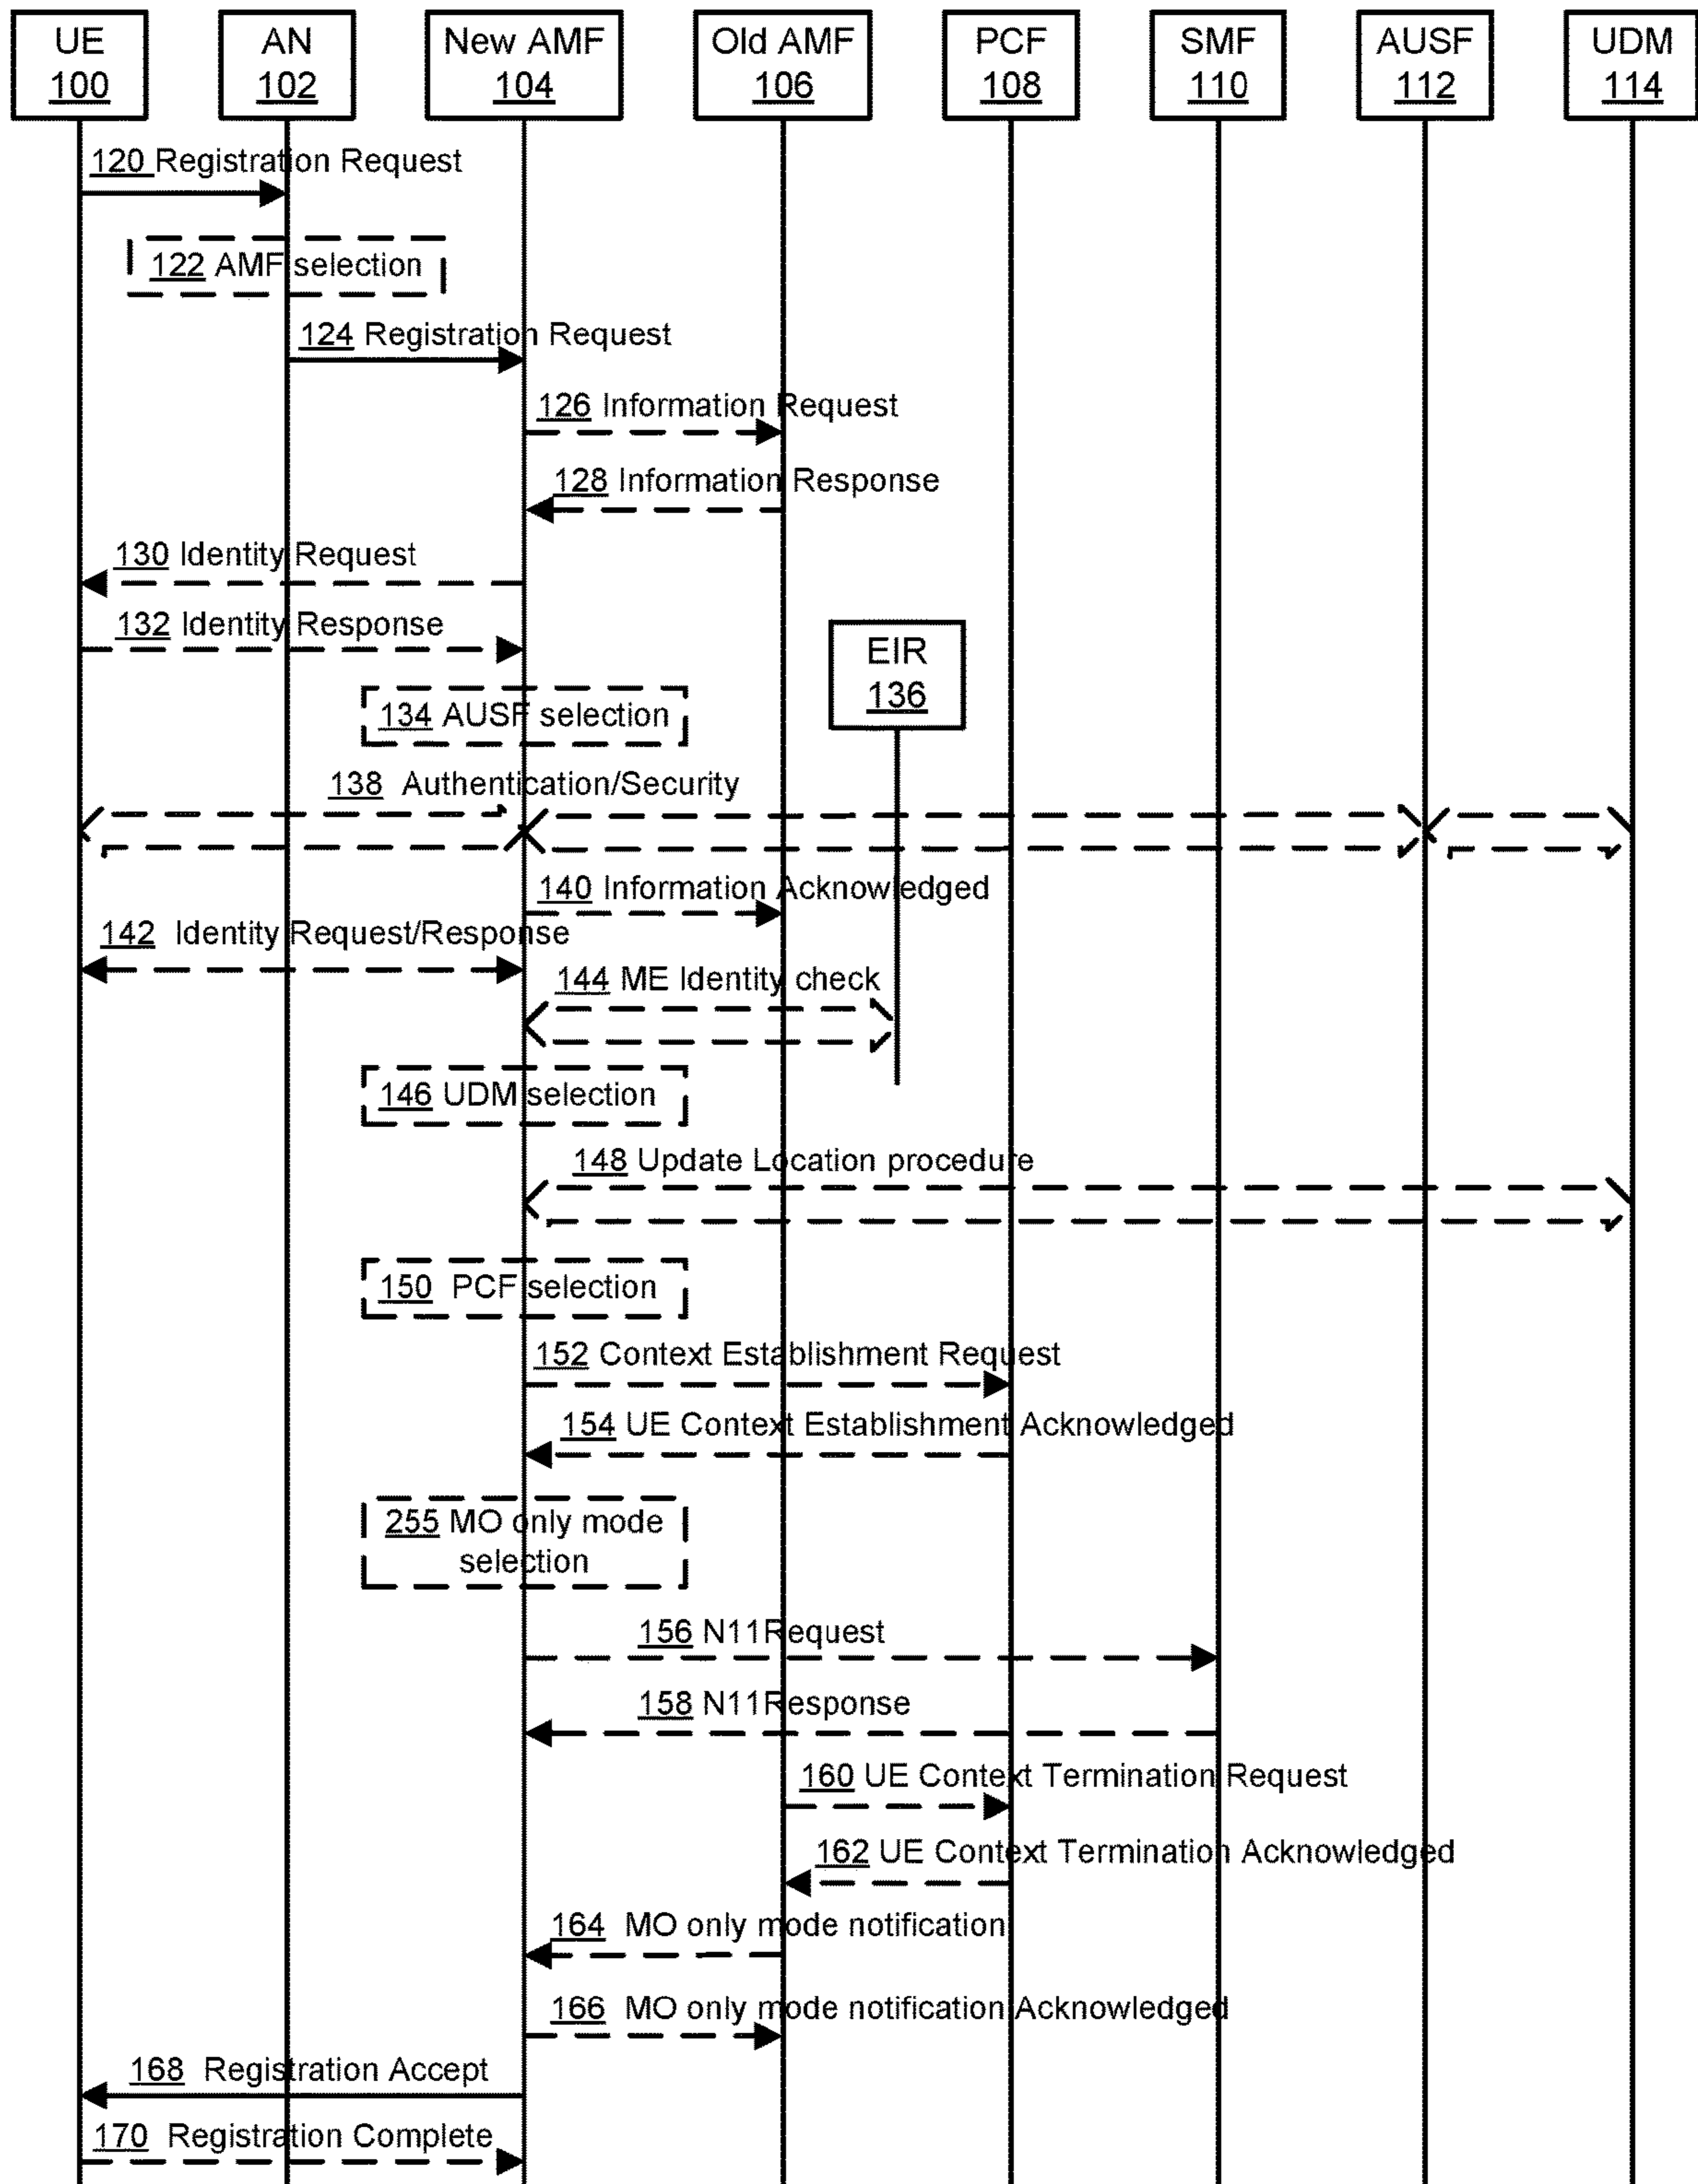 UE
100
AN
102
New AMF
104
Old AMF
106
PCF
108
SMF
110
AUSF
112
UDM
114
120 Registration Request
122 AMF selection
124 Registration Request
126 Information Request
128 Information Response
130 Identity Request
132 Identity Response
EIR
136
134 AUSF selection
138 Authentication/Security
140 Information Acknowledged
142 Identity Request/Response
144 ME Identity check
146 UDM selection
148 Update Location procedure
150 PCF selection
152 Context Establishment Request
154 UE Context Establishment Acknowledged
255 MO only mode
selection
156 N11Request
158 N11Response
160 UE Context Termination Request
162 UE Context Termination Acknowledged
164 MO only mode notification
166 MO only mode notification Acknowledged
168 Registration Accept
170 Registration Complete